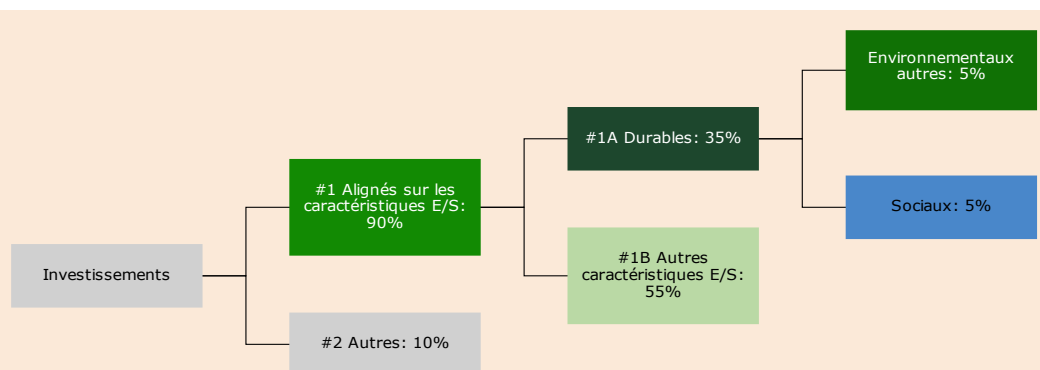 Investissements
#1 Alignés sur les
caractéristiques E/S:
90%
#2 Autres: 10%
#1A Durables: 35%
#1B Autres
caractéristiques E/S:
55%
Environnementaux
autres: 5%
Sociaux: 5%